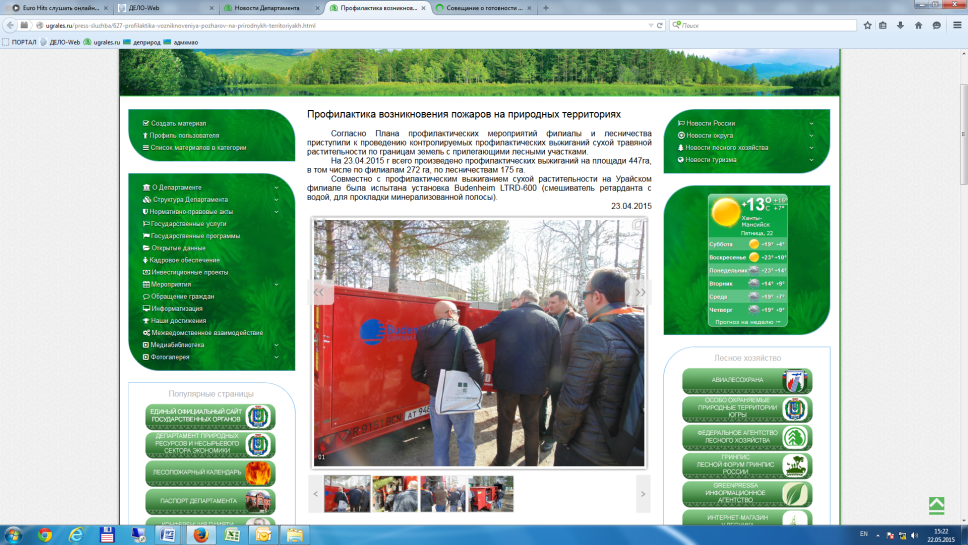 Euro Hits слушать онлайн...
ДЕЛО-Web
Новости Департамента
Профилактика возникнов...
Совещание о готовности ...
ugrales.ru/press-sluzhba/627-profilaktika-vozniknoveniya-pozharov-na-prirodnykh-territoriyakh.html
Поиск
ПОРТАЛ ДЕЛО-Web ugrales.ru деприрод адмхмао
Создать материал
Профиль пользователя
Список материалов в категории
О Департаменте
Структура Департамента
Нормативно-правовые акты
Государственные услуги
Государственные программы
Открытые данные
Кадровое обеспечение
Инвестиционные проекты
Мероприятия
Обращение граждан
Информатизация
Наши достижения
Межведомственное взаимодействие
Медиабиблиотека
Фотогалерея
Популярные страницы
ЕДИНЫЙ ОФИЦИАЛЬНЫЙ САЙТ
ГОСУДАРСТВЕННЫХ ОРГАНОВ
ДЕПАРТАМЕНТ ПРИРОДНЫХ
РЕСУРСОВ И НЕСЫРЬЕВОГО
СЕКТОРА ЭКОНОМИКИ
ЛЕСОПОЖАРНЫЙ КАЛЕНДАРЬ
ПАСПОРТ ДЕПАРТАМЕНТА
Профилактика возникновения пожаров на природных территориях
Согласно Плана профилактических мероприятий филиалы и лесничества
приступили к проведению контролируемых профилактических выжиганий сухой травяной
растительности по границам земель с прилегающими лесными участками.
На 23.04.2015 г всего произведено профилактических выжиганий на площади 447га,
в том числе по филиалам 272 га, по лесничествам 175 га.
Совместно с профилактическим выжиганием сухой растительности на Урайском
филиале была испытана установка Budenheim LTRD-600 (смешиватель ретарданта с
водой, для прокладки минерализованной полосы).
23.04.2015
01
Новости России
Новости округа
Новости лесного хозяйства
Новости туризма
+13°C
Ханты-
Мансийск
Пятница, 22
Суббота +19° +4°
Воскресенье +23° +10°
Понедельник +23° +14°
Вторник +14° +9°
Среда +19° +7°
Четверг +19° +9°
Прогноз на неделю
Лесное хозяйство
АВИАЛЕСОХРАНА
ОСОБО ОХРАНЯЕМЫЕ
ПРИРОДНЫЕ ТЕРРИТОРИИ
ЮГРЫ
ФЕДЕРАЛЬНОЕ АГЕНТСТВО
ЛЕСНОГО ХОЗЯЙСТВА
ГРИНПИС
ЛЕСНОЙ ФОРУМ ГРИНПИС
РОССИИ
GREENPRESSA
ИНФОРМАЦИОННОЕ
АГЕНТСТВО
ИНТЕРНЕТ-МАГАЗИН
EN
15:22
22.05.2015